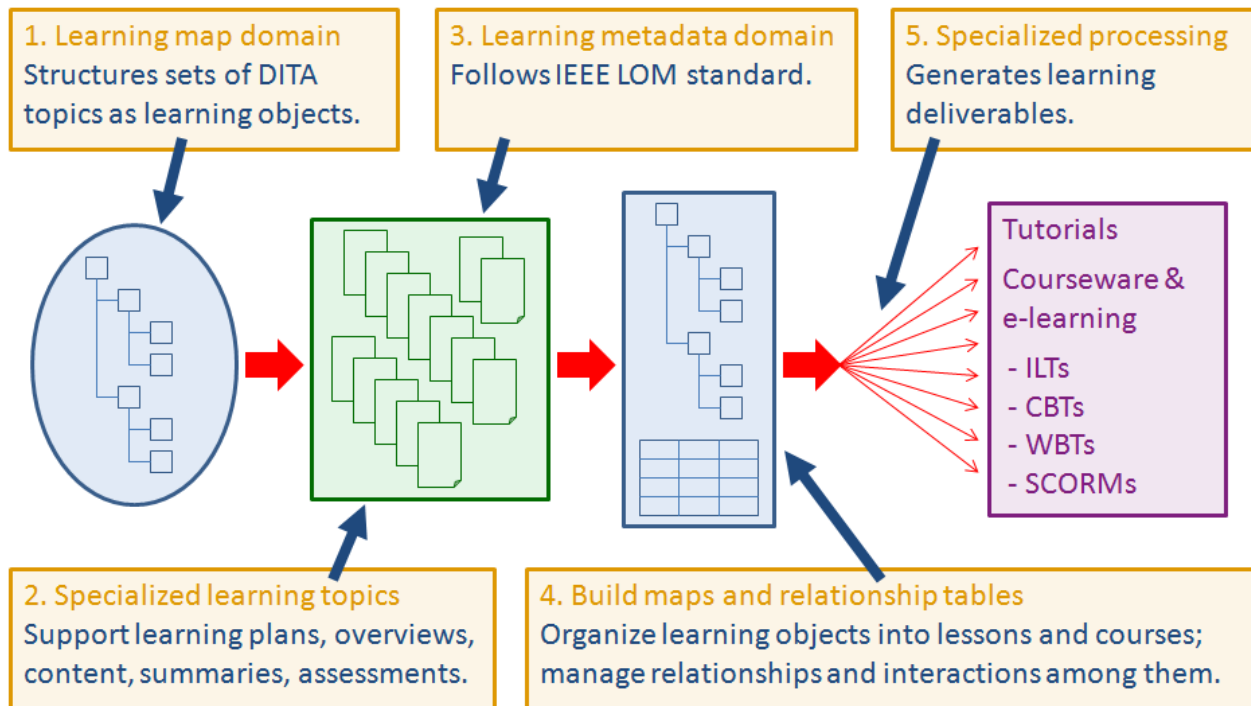 1. Learning map domain
Structures sets of DITA
topics as learning objects.
3. Learning metadata domain
Follows IEEE LOM standard.
5. Specialized processing
Generates learning
deliverables.
Tutorials
Courseware &
e-learning
- ILTs
- CBTs
- WBTs
- SCORMs
2. Specialized learning topics
Support learning plans, overviews,
content, summaries, assessments.
4. Build maps and relationship tables
Organize learning objects into lessons and courses;
manage relationships and interactions among them.